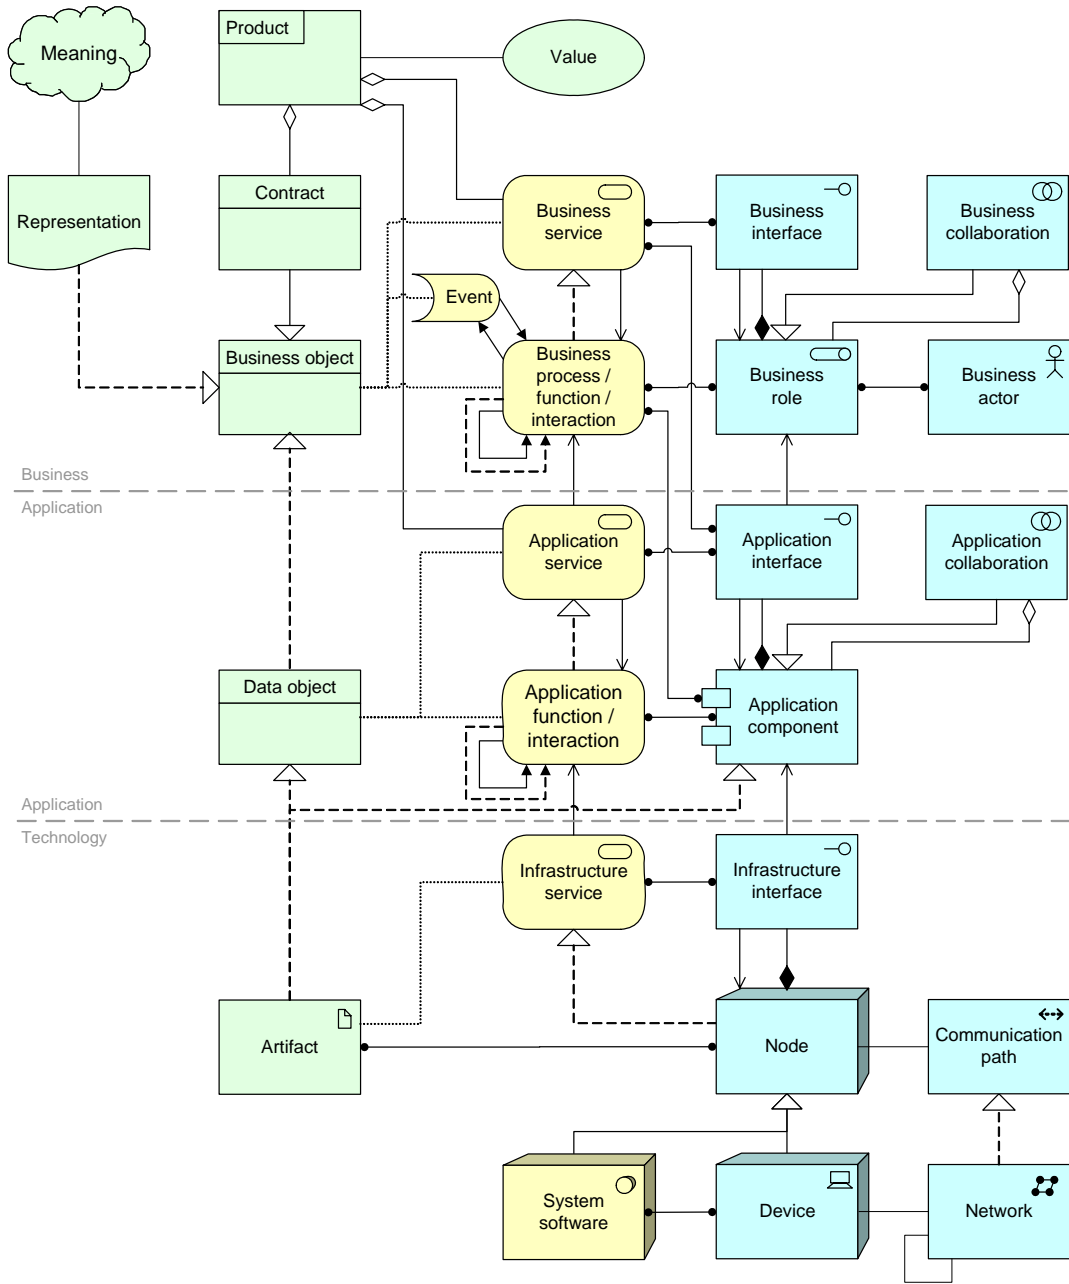 Meaning
Product
Value
Representation
Contract
Business
service
Business
interface
Business
collaboration
Event
Business object
Business
process /
function /
interaction
Business
role
Business
actor
Business
Application
Application
service
Application
interface
Application
collaboration
Data object
Application
function /
interaction
Application
component
Application
Technology
Infrastructure
service
Infrastructure
interface
Artifact
Node
Communication
path
System
software
Device
Network